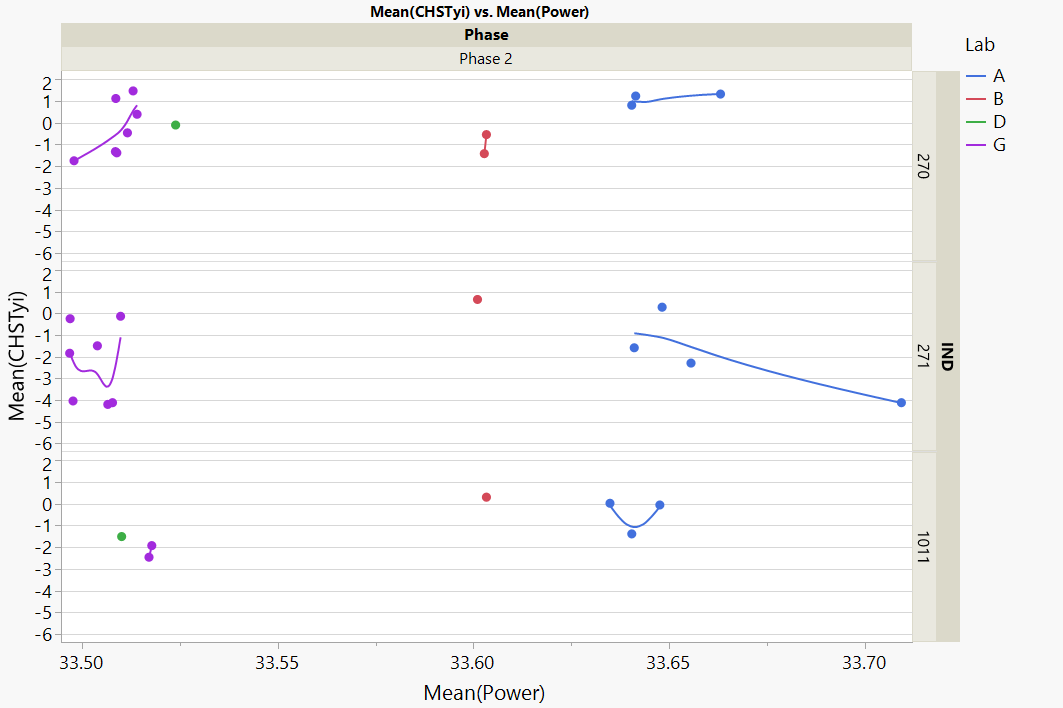 Mean(CHSTyi) vs. Mean(Power)
Phase
Phase 2
Lab
A
B
D
G
2
1
0
-1
-2
-3
-4
-5
-6
270
2
1
0
-1
-2
-3
-4
-5
-6
271
IND
Mean(CHSTyi)
2
1
0
-1
-2
-3
-4
-5
-6
1011
33.50 33.55 33.60 33.65 33.70
Mean(Power)